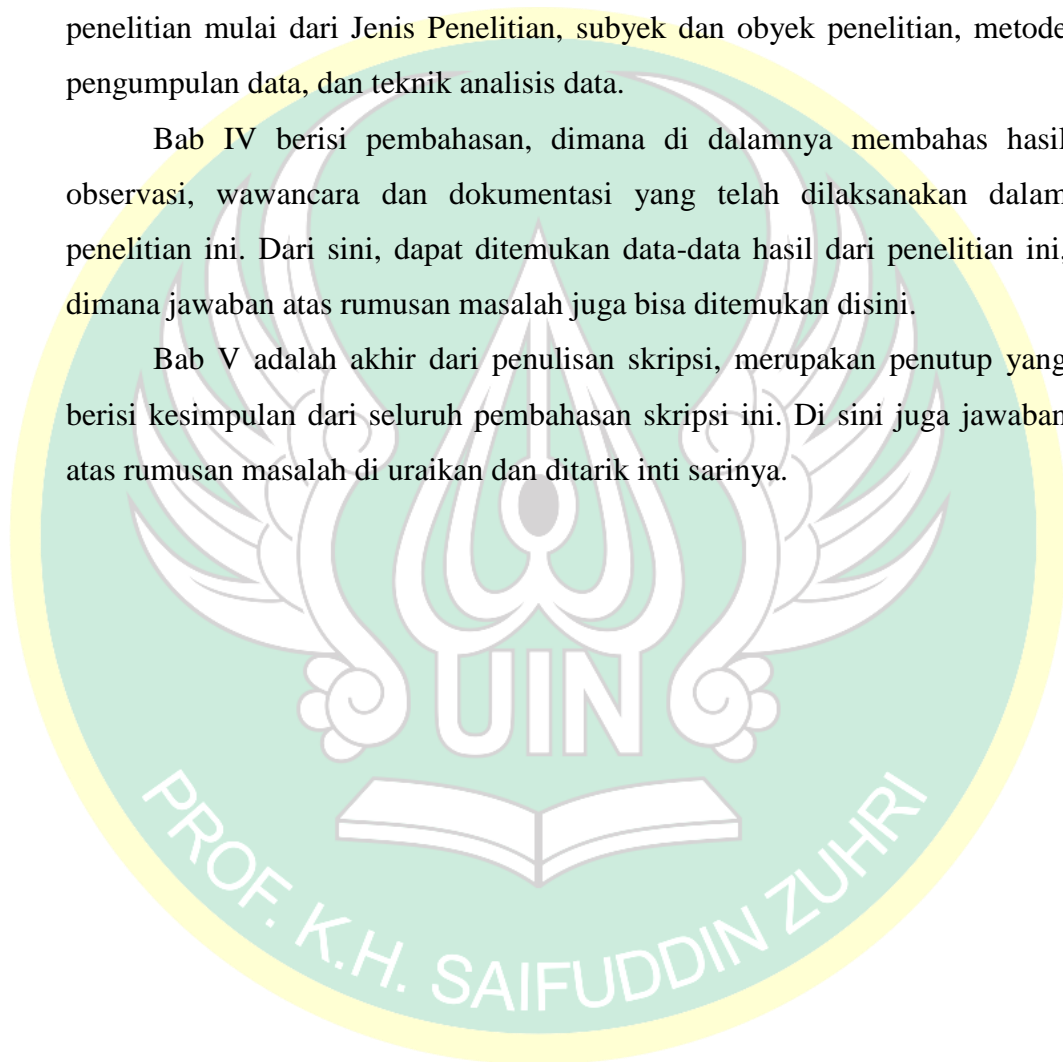 penelitian mulai dari Jenis Penelitian, subyek dan obyek penelitian, metode
pengumpulan data, dan teknik analisis data.
Bab IV berisi pembahasan, dimana di dalamnya membahas hasil
observasi, wawancara dan dokumentasi yang telah dilaksanakan dalam
penelitian ini. Dari sini, dapat ditemukan data-data hasil dari penelitian ini,
dimana jawaban atas rumusan masalah juga bisa ditemukan disini.
Bab V adalah akhir dari penulisan skripsi, merupakan penutup yang
berisi kesimpulan dari seluruh pembahasan skripsi ini. Di sini juga jawaban
atas rumusan masalah di uraikan dan ditarik inti sarinya.
UIN
PROF. K.H. SAIFUDDIN ZUHRI